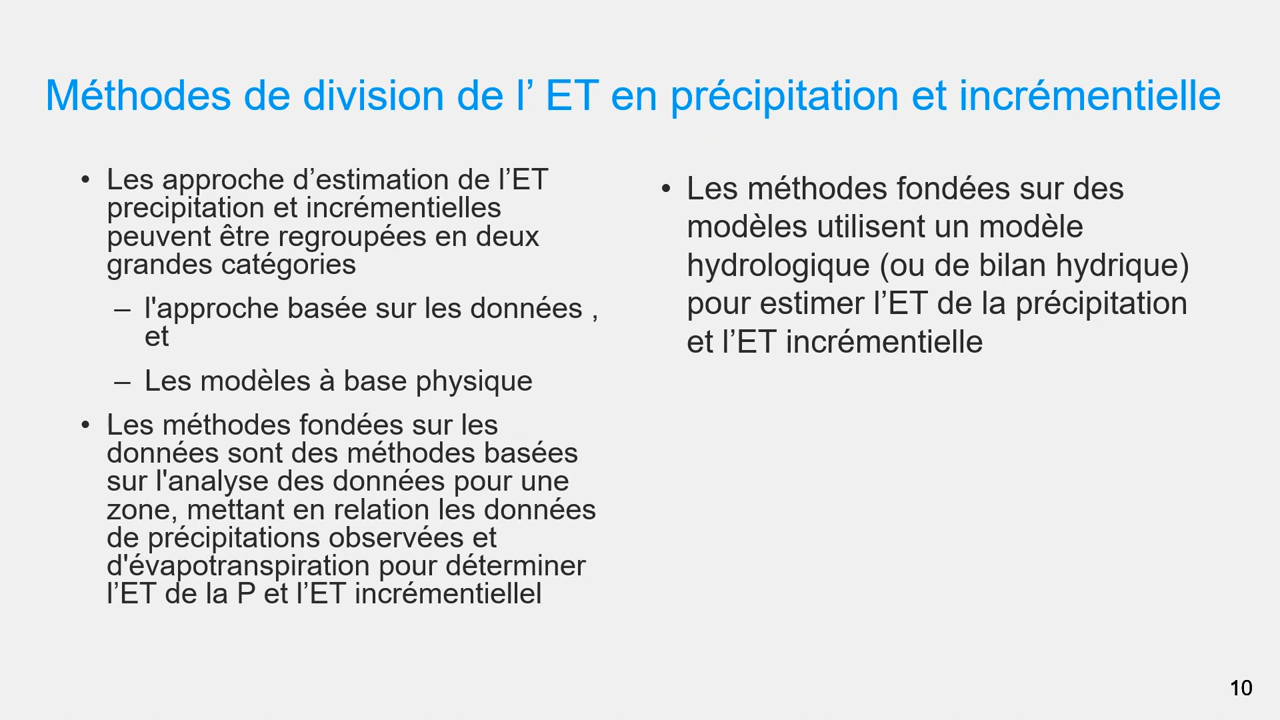 Méthodes de division de l’ ET en précipitation et incrémentielle
• Les approche d’estimation de l’ET
precipitation et incrémentielles
peuvent être regroupées en deux
grandes catégories
– l'approche basée sur les données ,
et
– Les modèles à base physique
• Les méthodes fondées sur les
données sont des méthodes basées
sur l'analyse des données pour une
zone, mettant en relation les données
de précipitations observées et
d'évapotranspiration pour déterminer
l’ET de la P et l’ET incrémentiellel
• Les méthodes fondées sur des
modèles utilisent un modèle
hydrologique (ou de bilan hydrique)
pour estimer l’ET de la précipitation
et l’ET incrémentielle
10